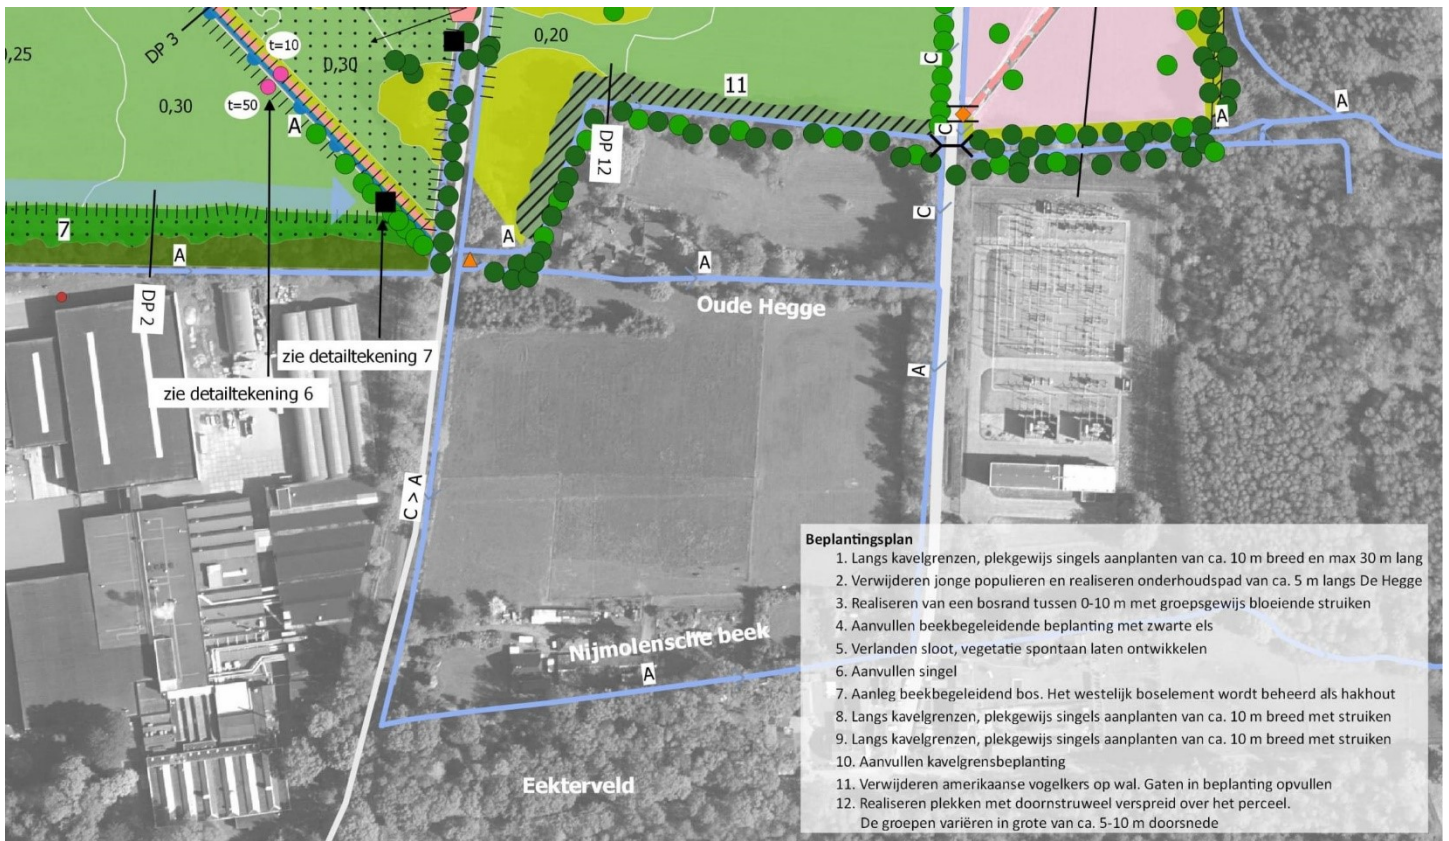 DP 3
t=10
0,30
0,20
0,25
0,30
t=50
A
11
C
C
A
A
DP 12
7
A
A
A
C
DP 2
Oude Hegge
zie detailtekening 7
zie detailtekening 6
A
C > A
Nijmolensche beek
A
Eekterveld
Beplantingsplan
1. Langs kavelgrenzen, plekgewijs singels aanplanten van ca. 10 m breed en max 30 m lang
2. Verwijderen jonge populieren en realiseren onderhoudspad van ca. 5 m langs De Hegge
3. Realiseren van een bosrand tussen 0-10 m met groepsgewijs bloeiende struiken
4. Aanvullen beekbegeleidende beplanting met zwarte els
5. Verlanden sloot, vegetatie spontaan laten ontwikkelen
6. Aanvullen singel
7. Aanleg beekbegeleidend bos. Het westelijk boselement wordt beheerd als hakhout
8. Langs kavelgrenzen, plekgewijs singels aanplanten van ca. 10 m breed met struiken
9. Langs kavelgrenzen, plekgewijs singels aanplanten van ca. 10 m breed met struiken
10. Aanvullen kavelgrensbeplanting
11. Verwijderen amerikaanse vogelkers op wal. Gaten in beplanting opvullen
12. Realiseren plekken met doornstruweel verspreid over het perceel.
De groepen variëren in grote van ca. 5-10 m doorsnede